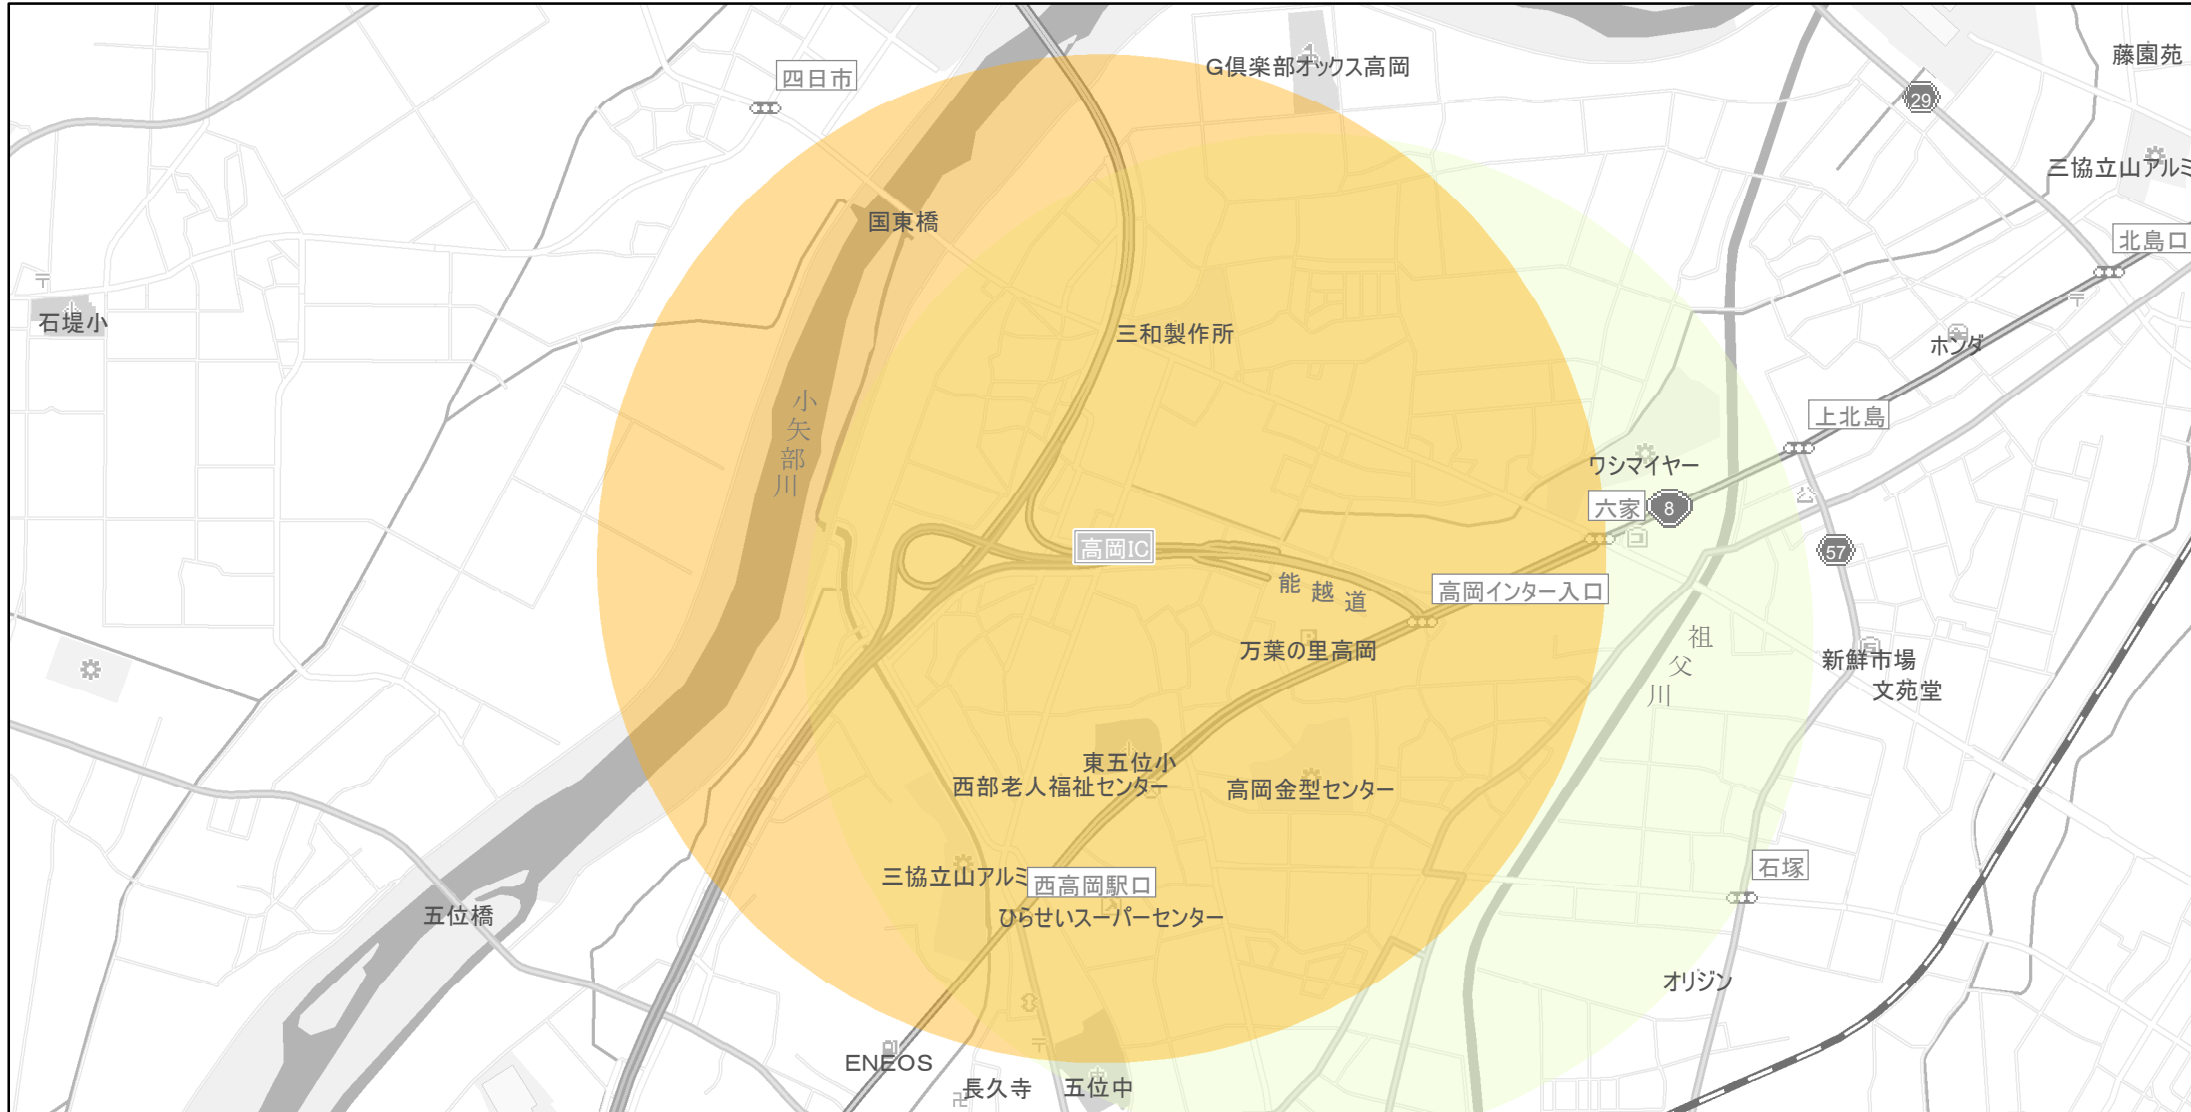 藤園苑
G倶楽部オックス高岡
四日市
29
三協立山アルミ
国東橋
北島口
石堤小
三和製作所
ホンダ
小矢部川
上北島
ワシマイヤー
六家
8
高岡IC
57
能越道
高岡インター入口
万葉の里高岡
祖父川
新鮮市場
文苑堂
東五位小
西部老人福祉センター
高岡金型センター
石塚
三協立山アルミ
西高岡駅口
五位橋
ひらせいスーパーセンター
オリジン
ENEOS
長久寺
五位中